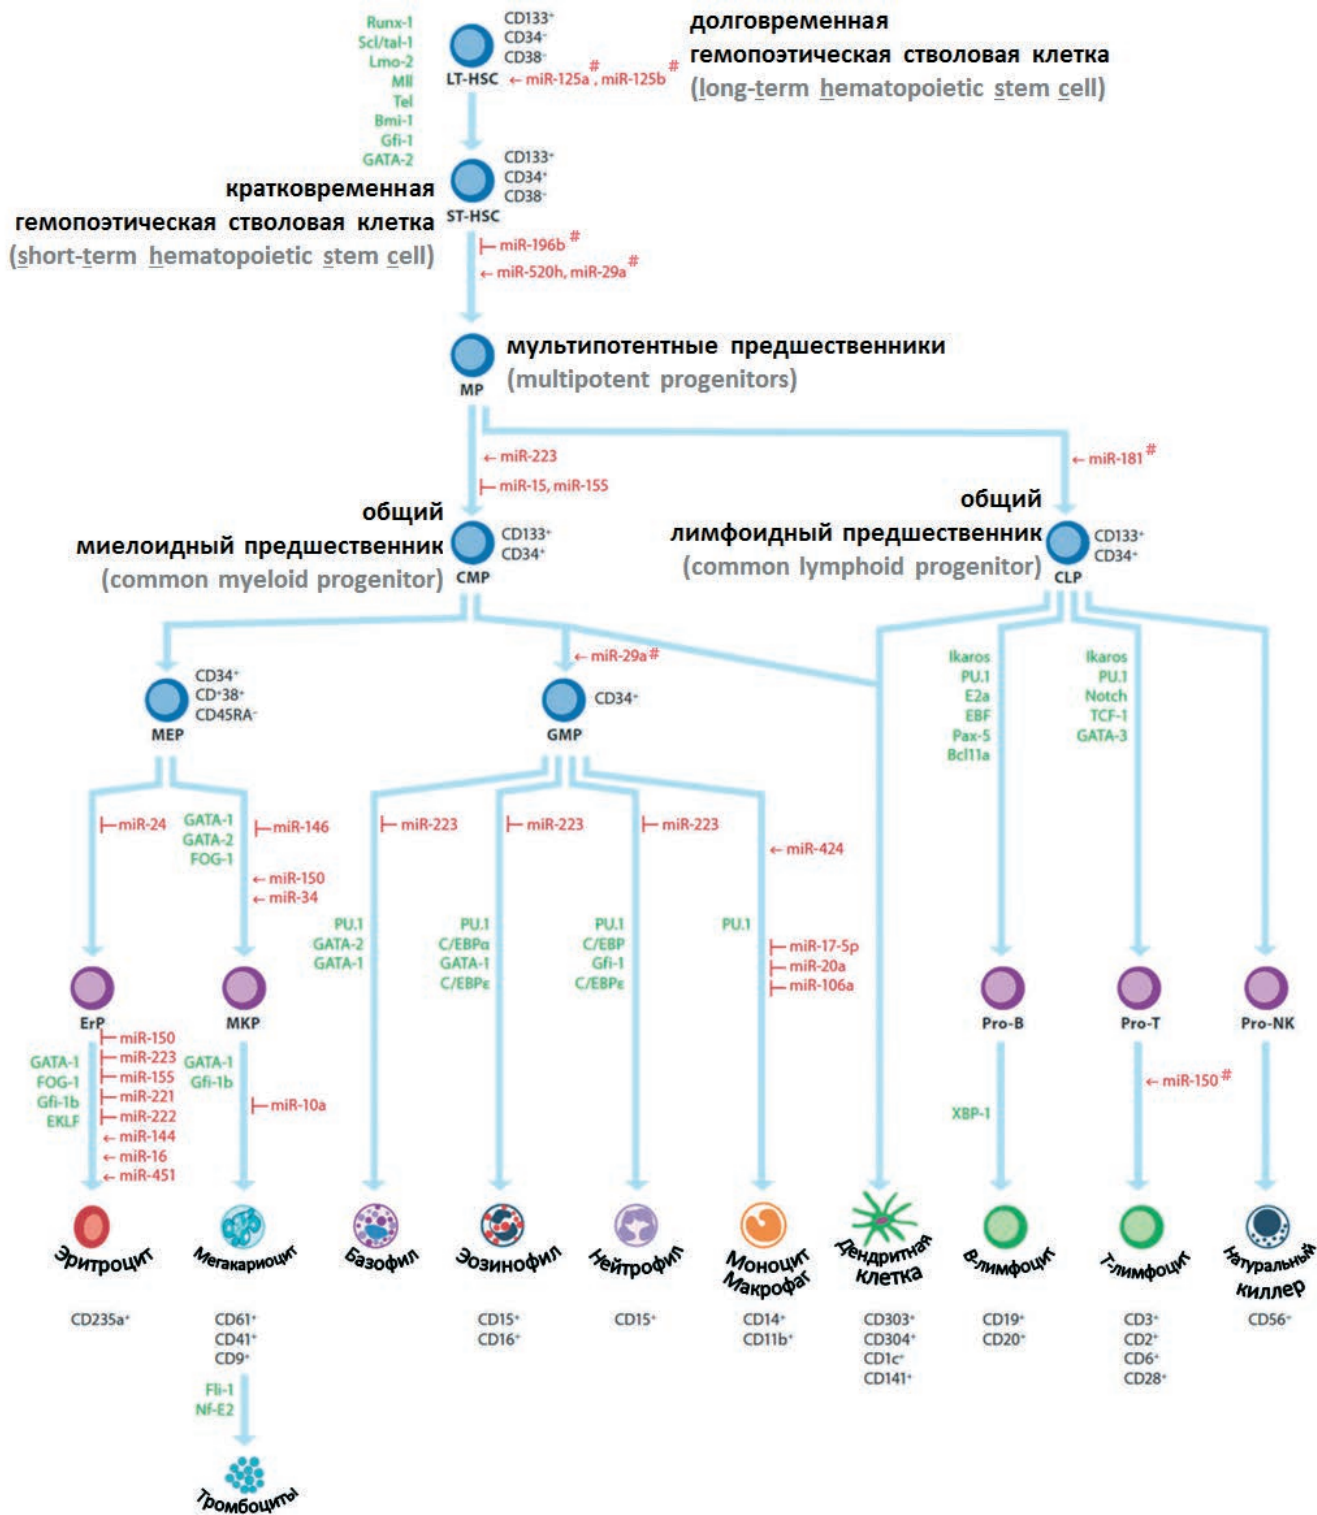 Runx-1
Scl/tal-1
Lmo-2
Mll
Tel
Bmi-1
Gfi-1
GATA-2
CD133⁺
CD34⁻
CD38⁻
LT-HSC
← miR-125a#, miR-125b#
долговременная
гемопоэтическая стволовая клетка
(long-term hematopoietic stem cell)
CD133⁺
CD34⁺
CD38⁻
ST-HSC
кратковременная
гемопоэтическая стволовая клетка
(short-term hematopoietic stem cell)
miR-196b#
← miR-520h, miR-29a#
MP
мультипотентные предшественники
(multipotent progenitors)
← miR-223
miR-15, miR-155
← miR-181#
общий
миелоидный предшественник
(common myeloid progenitor)
CD133⁺
CD34⁺
CMP
общий
лимфоидный предшественник
(common lymphoid progenitor)
CD133⁺
CD34⁺
CLP
← miR-29a#
CD34⁺
CD⁺38⁺
CD45RA⁻
MEP
CD34⁺
GMP
Ikaros
PU.1
E2a
EBF
Pax-5
Bcl11a
Ikaros
PU.1
Notch
TCF-1
GATA-3
miR-24
GATA-1
GATA-2
FOG-1
miR-146
← miR-150
← miR-34
miR-223
miR-223
miR-223
← miR-424
PU.1
GATA-2
GATA-1
PU.1
C/EBPα
GATA-1
C/EBPε
PU.1
C/EBP
Gfi-1
C/EBPε
PU.1
miR-17-5p
miR-20a
miR-106a
ErP
MKP
Pro-B
Pro-T
Pro-NK
GATA-1
FOG-1
Gfi-1b
EKLF
miR-150
miR-223
miR-155
miR-221
miR-222
← miR-144
← miR-16
← miR-451
GATA-1
Gfi-1b
miR-10a
XBP-1
← miR-150#
Эритроцит
Мегакариоцит
Базофил
Эозинофил
Нейтрофил
Моноцит
Макрофаг
Дендритная
клетка
В-лимфоцит
Т-лимфоцит
Натуральный
киллер
CD235a⁺
CD61⁺
CD41⁺
CD9⁺
CD15⁺
CD16⁺
CD15⁺
CD14⁺
CD11b⁺
CD303⁺
CD304⁺
CD1c⁺
CD141⁺
CD19⁺
CD20⁺
CD3⁺
CD2⁺
CD6⁺
CD28⁺
CD56⁺
Fli-1
Nf-E2
Тромбоциты